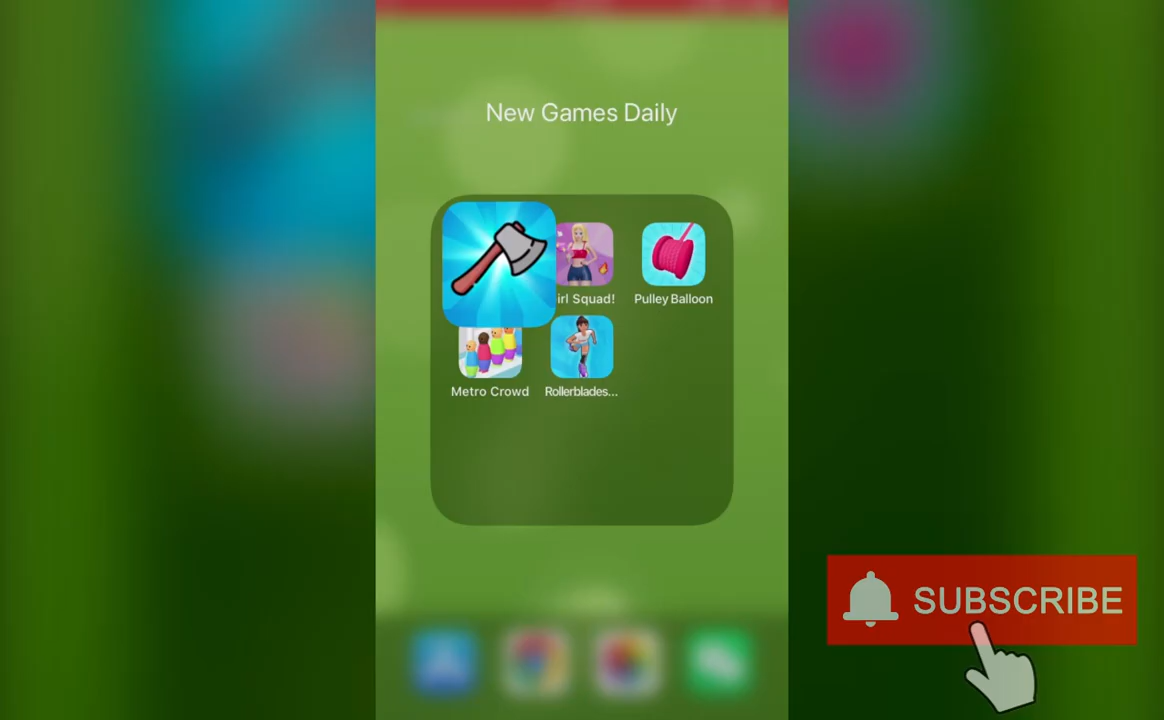 New Games Daily
irl Squad!
Pulley Balloon
Metro Crowd
Rollerblades...
SUBSCRIBE